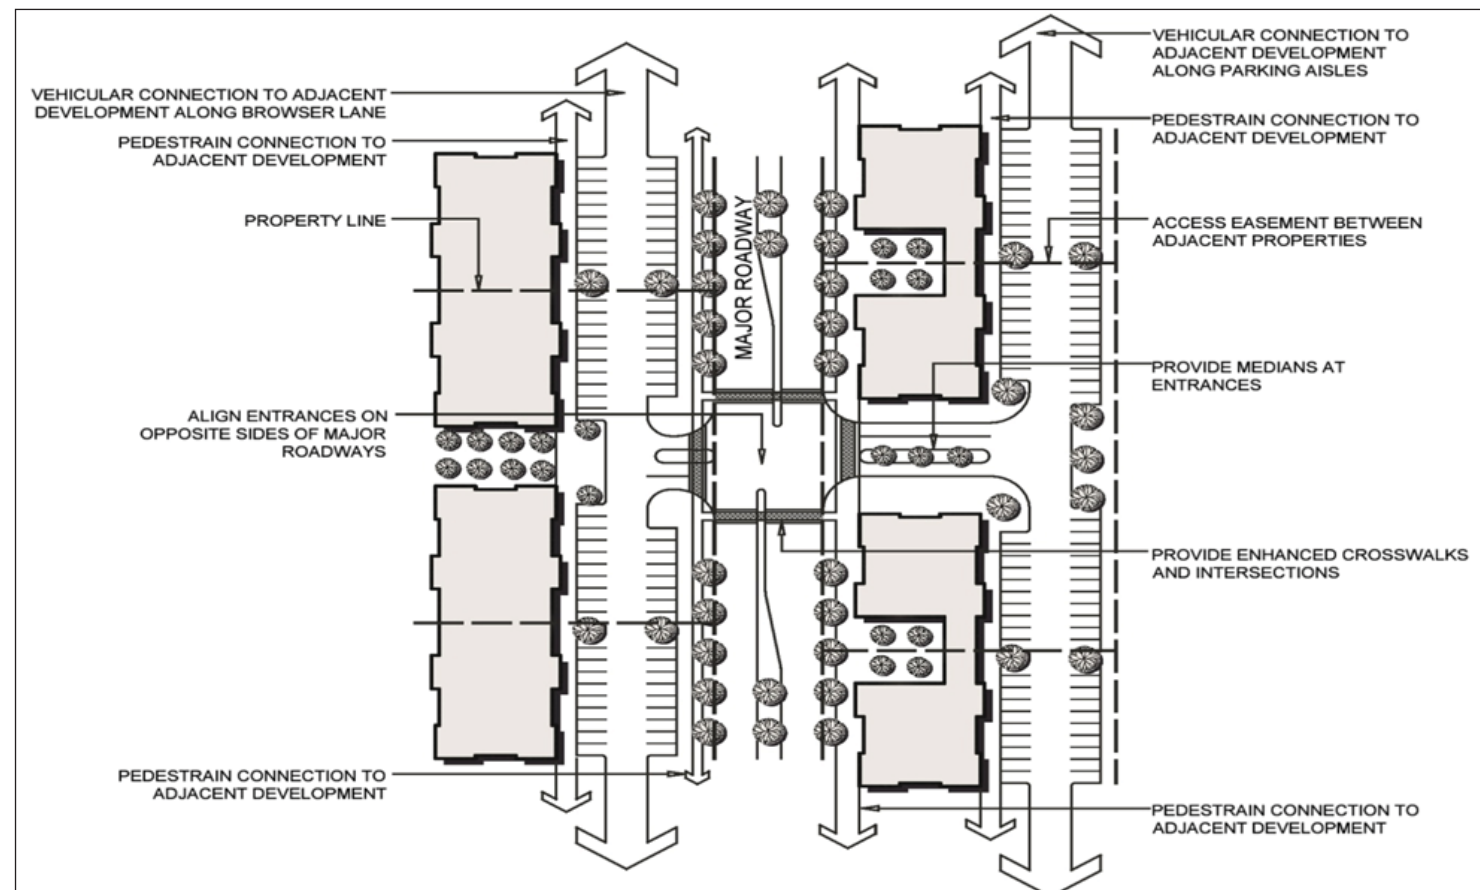 VEHICULAR CONNECTION TO ADJACENT
DEVELOPMENT ALONG BROWSER LANE
PEDESTRAIN CONNECTION TO
ADJACENT DEVELOPMENT
PROPERTY LINE
ALIGN ENTRANCES ON
OPPOSITE SIDES OF MAJOR
ROADWAYS
PEDESTRAIN CONNECTION TO
ADJACENT DEVELOPMENT
MAJOR ROADWAY
VEHICULAR CONNECTION TO
ADJACENT DEVELOPMENT
ALONG PARKING AISLES
PEDESTRAIN CONNECTION TO
ADJACENT DEVELOPMENT
ACCESS EASEMENT BETWEEN
ADJACENT PROPERTIES
PROVIDE MEDIANS AT
ENTRANCES
PROVIDE ENHANCED CROSSWALKS
AND INTERSECTIONS
PEDESTRAIN CONNECTION TO
ADJACENT DEVELOPMENT